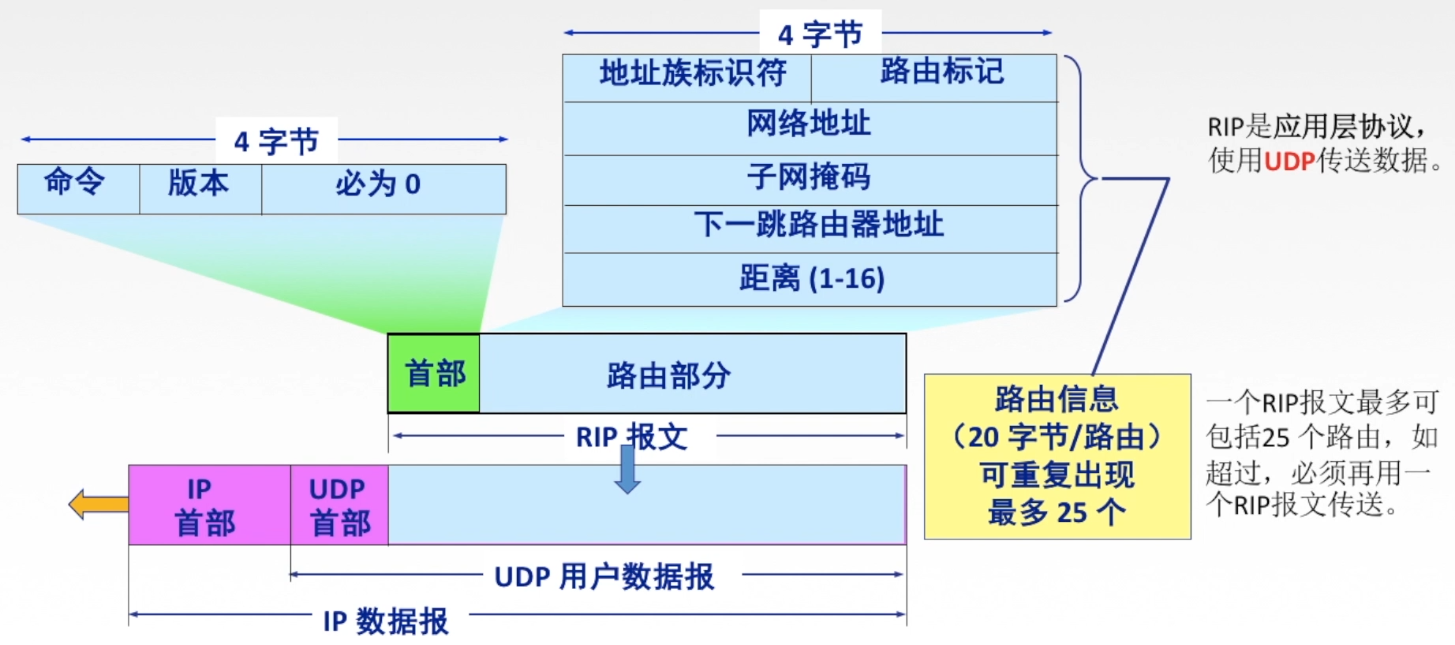 4 字节
地址族标识符
路由标记
网络地址
子网掩码
下一跳路由器地址
距离 (1-16)
4 字节
命令
版本
必为 0
RIP是应用层协议，
使用UDP传送数据。
首部
路由部分
RIP 报文
路由信息
（20 字节/路由）
可重复出现
最多 25 个
一个RIP报文最多可
包括25 个路由，如
超过，必须再用一
个RIP报文传送。
IP
首部
UDP
首部
UDP 用户数据报
IP 数据报